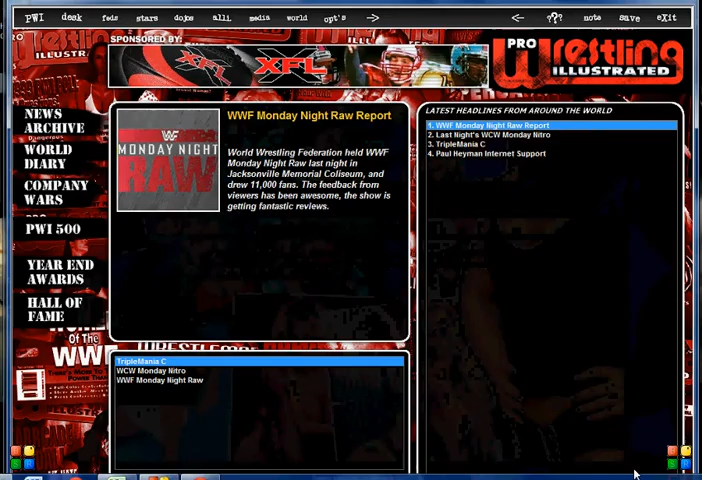 PWI desk feds stars dojos alli. media world opt's -> <- ??? note save eXit
SPONSORED BY:
XFL XFL
PRO Wrestling
ILLUSTRATED
NEWS
ARCHIVE
WORLD
DIARY
COMPANY
WARS
PWI 500
YEAR END
AWARDS
HALL OF
FAME
Of The
WWF
WWF
MONDAY NIGHT
RAW
WWF Monday Night Raw Report
World Wrestling Federation held WWF
Monday Night Raw last night in
Jacksonville Memorial Coliseum, and
drew 11,000 fans. The feedback from
viewers has been awesome, the show is
getting fantastic reviews.
LATEST HEADLINES FROM AROUND THE WORLD
1. WWF Monday Night Raw Report
2. Last Night's WCW Monday Nitro
3. TripleMania C
4. Paul Heyman Internet Support
TripleMania C
WCW Monday Nitro
WWF Monday Night Raw